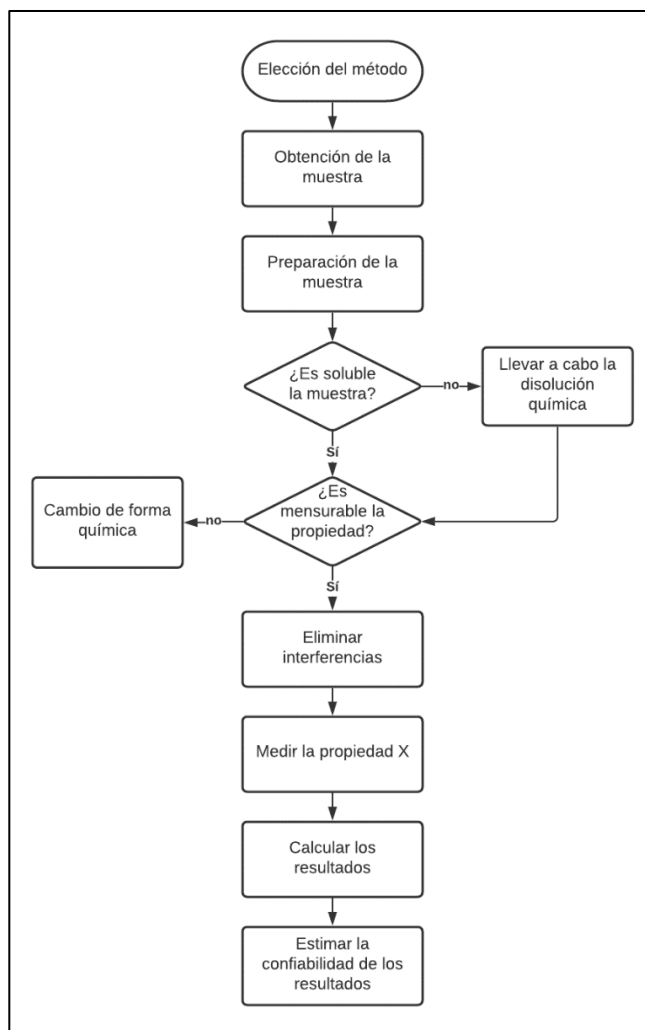 Elección del método
Obtención de la
muestra
Preparación de la
muestra
¿Es soluble
la muestra?
no
Llevar a cabo la
disolución
química
Sí
¿Es
mensurable la
propiedad?
no
Cambio de forma
química
Sí
Eliminar
interferencias
Medir la propiedad X
Calcular los
resultados
Estimar la
confiabilidad de los
resultados